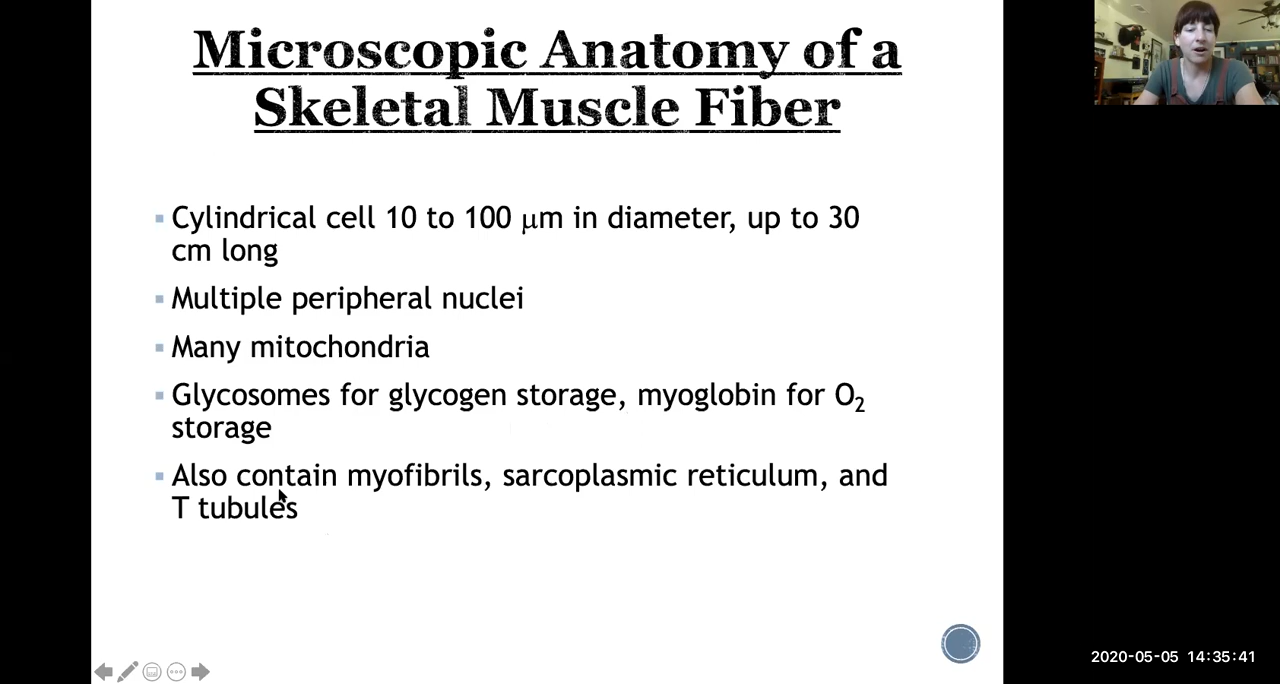 Microscopic Anatomy of a
Skeletal Muscle Fiber
Cylindrical cell 10 to 100 μm in diameter, up to 30
cm long
Multiple peripheral nuclei
Many mitochondria
Glycosomes for glycogen storage, myoglobin for O₂
storage
Also contain myofibrils, sarcoplasmic reticulum, and
T tubules
2020-05-05 14:35:41